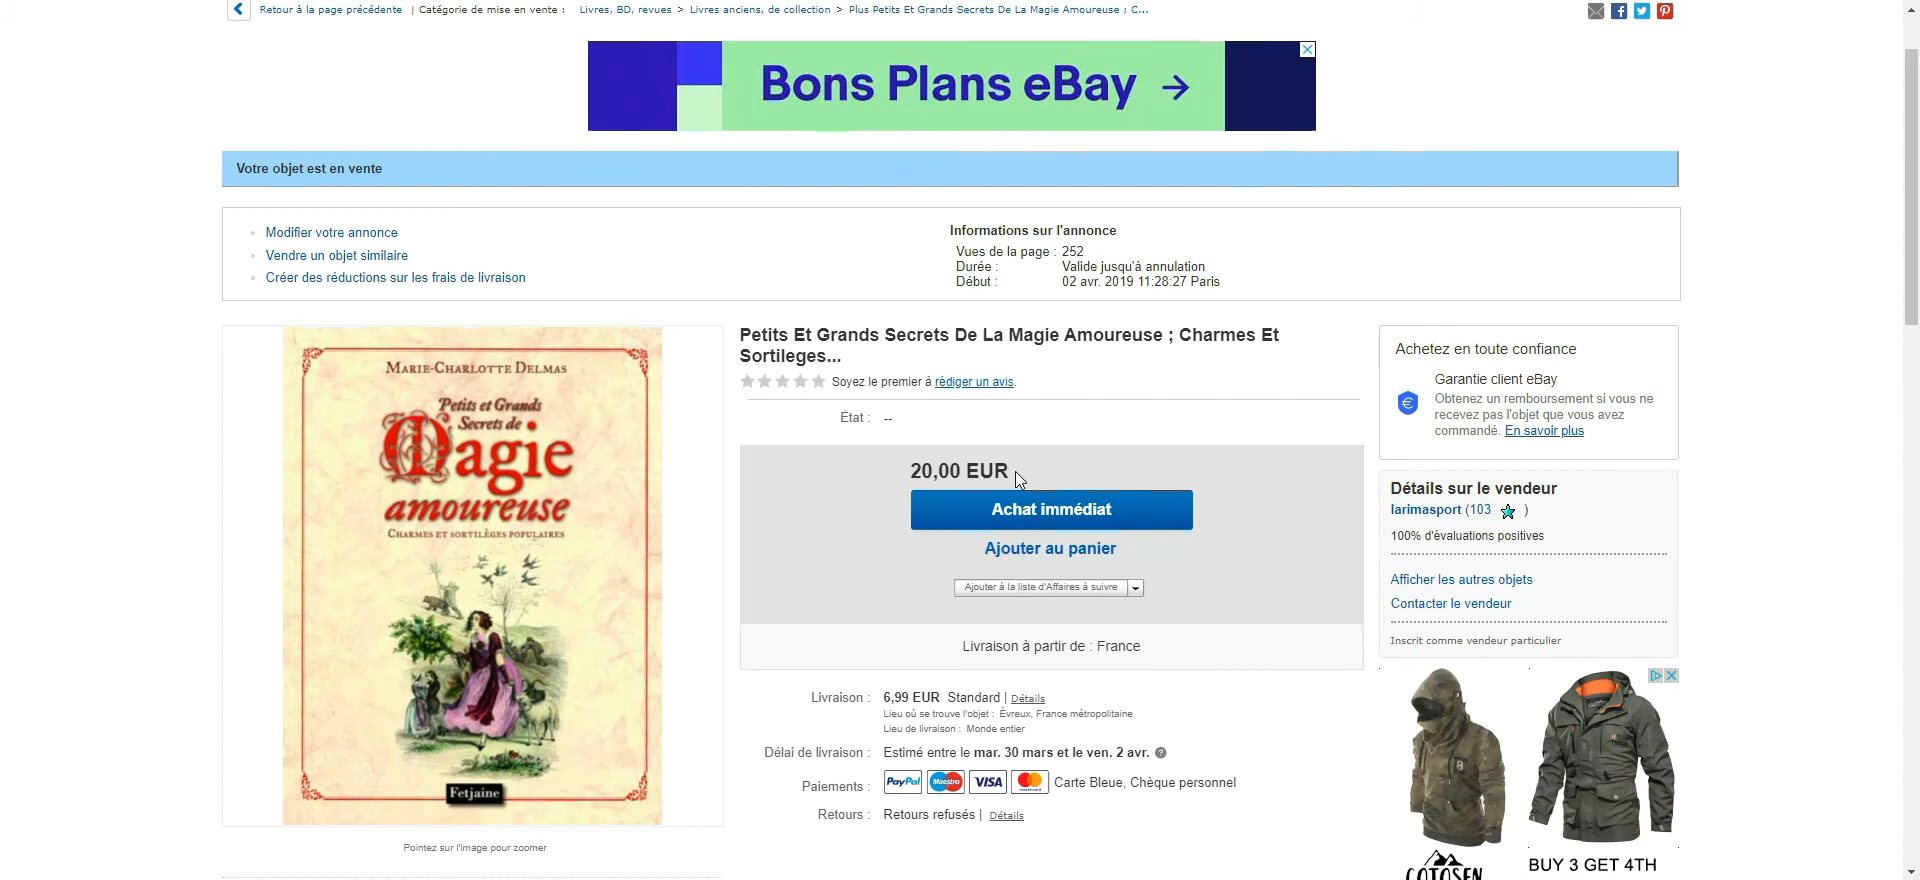 Retour à la page précédente | Catégorie de mise en vente : Livres, BD, revues > Livres anciens, de collection > Plus Petits Et Grands Secrets De La Magie Amoureuse ; C...
Bons Plans eBay →
Votre objet est en vente
Modifier votre annonce
Vendre un objet similaire
Créer des réductions sur les frais de livraison
Informations sur l'annonce
Vues de la page : 252
Durée : Valide jusqu'à annulation
Début : 02 avr. 2019 11:28:27 Paris
MARIE-CHARLOTTE DELMAS
Petits et Grands
Secrets de
Magie
amoureuse
CHARMES ET SORTILÈGES POPULAIRES
Fetjaine
Pointez sur l'image pour zoomer
Petits Et Grands Secrets De La Magie Amoureuse ; Charmes Et
Sortileges...
Soyez le premier à rédiger un avis.
État : --
20,00 EUR
Achat immédiat
Ajouter au panier
Ajouter à la liste d'Affaires à suivre
Livraison à partir de : France
Livraison : 6,99 EUR Standard | Détails
Lieu où se trouve l'objet : Évreux, France métropolitaine
Lieu de livraison : Monde entier
Délai de livraison : Estimé entre le mar. 30 mars et le ven. 2 avr. ?
Paiements : PayPal Maestro VISA mastercard Carte Bleue, Chèque personnel
Retours : Retours refusés | Détails
Achetez en toute confiance
Garantie client eBay
Obtenez un remboursement si vous ne
recevez pas l'objet que vous avez
commandé. En savoir plus
Détails sur le vendeur
larimasport (103 )
100% d'évaluations positives
Afficher les autres objets
Contacter le vendeur
Inscrit comme vendeur particulier
COTOSEN
BUY 3 GET 4TH